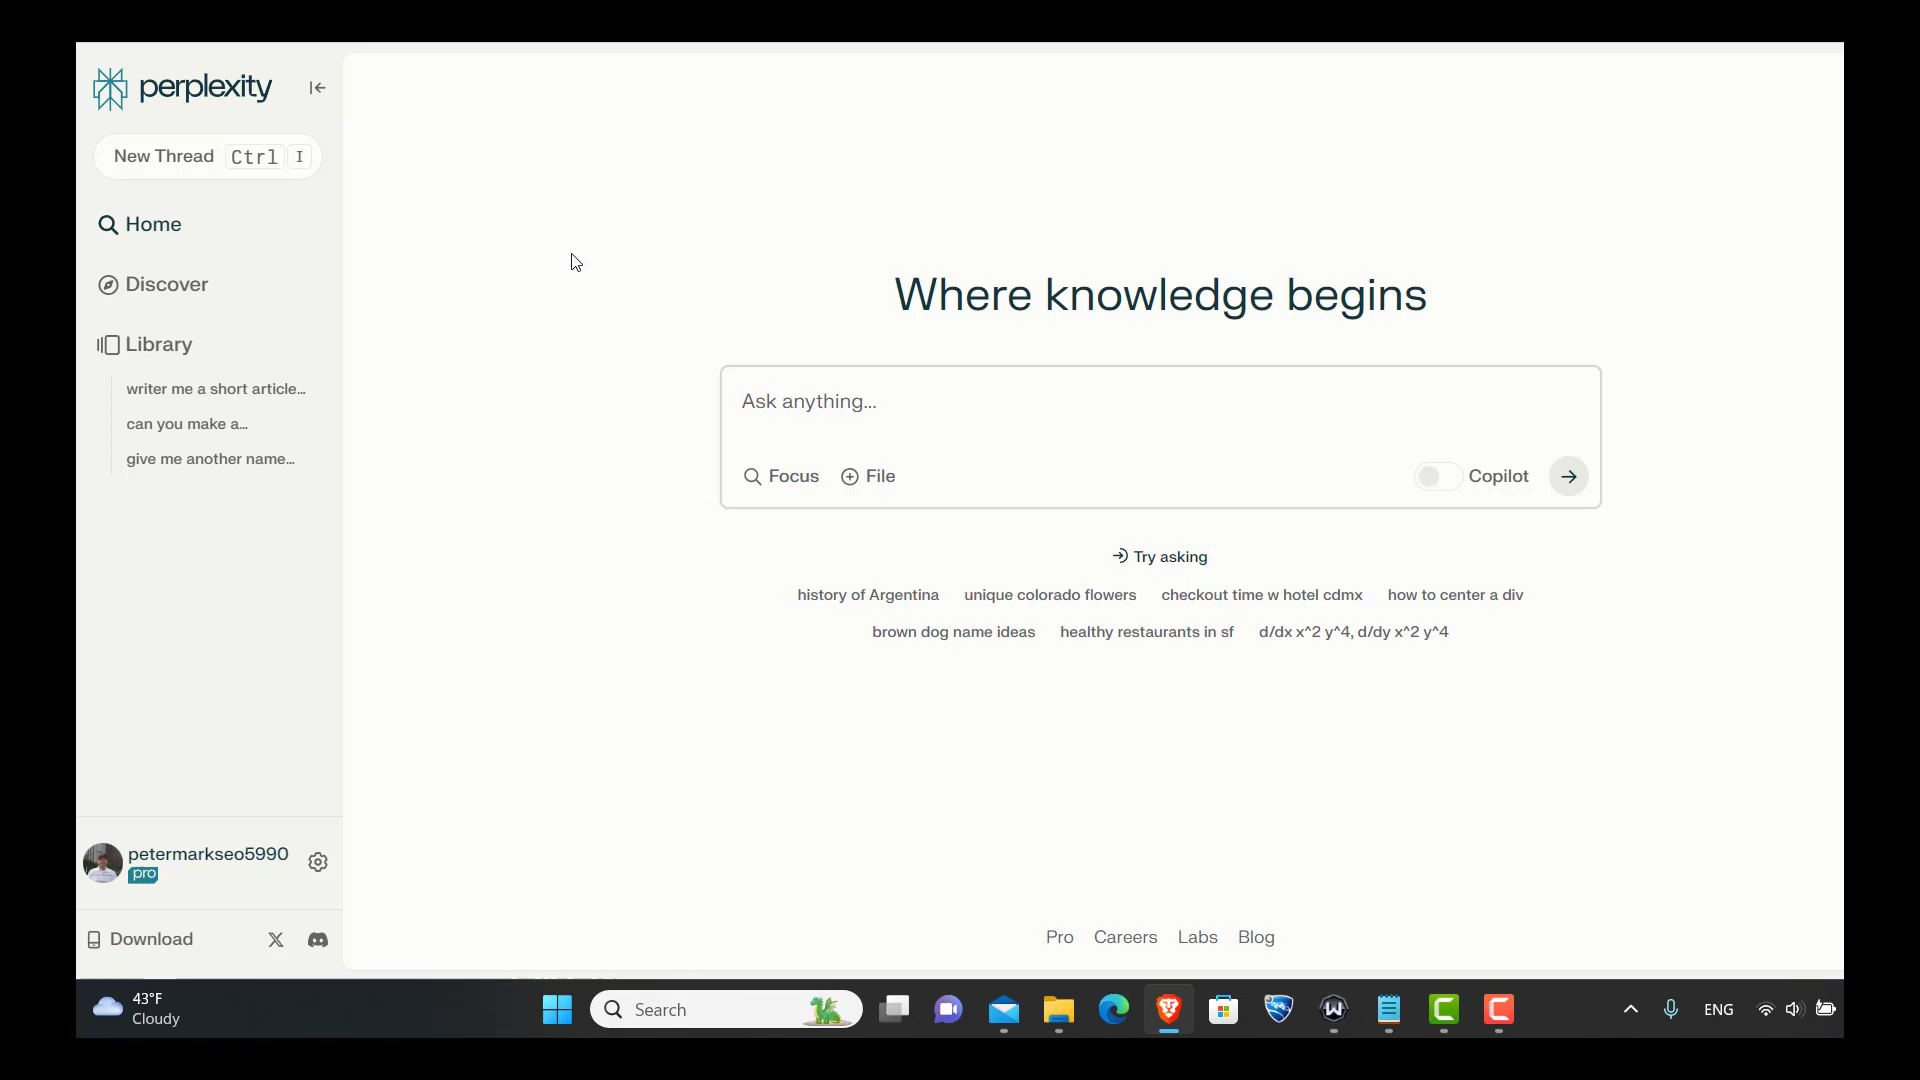 perplexity
New Thread Ctrl I
Home
Discover
Library
writer me a short article...
can you make a...
give me another name...
petermarkseo5990
pro
Download
Where knowledge begins
Ask anything...
Focus File Copilot
Try asking
history of Argentina unique colorado flowers checkout time w hotel cdmx how to center a div
brown dog name ideas healthy restaurants in sf d/dx x^2 y^4, d/dy x^2 y^4
Pro Careers Labs Blog
43°F
Cloudy
Search
ENG